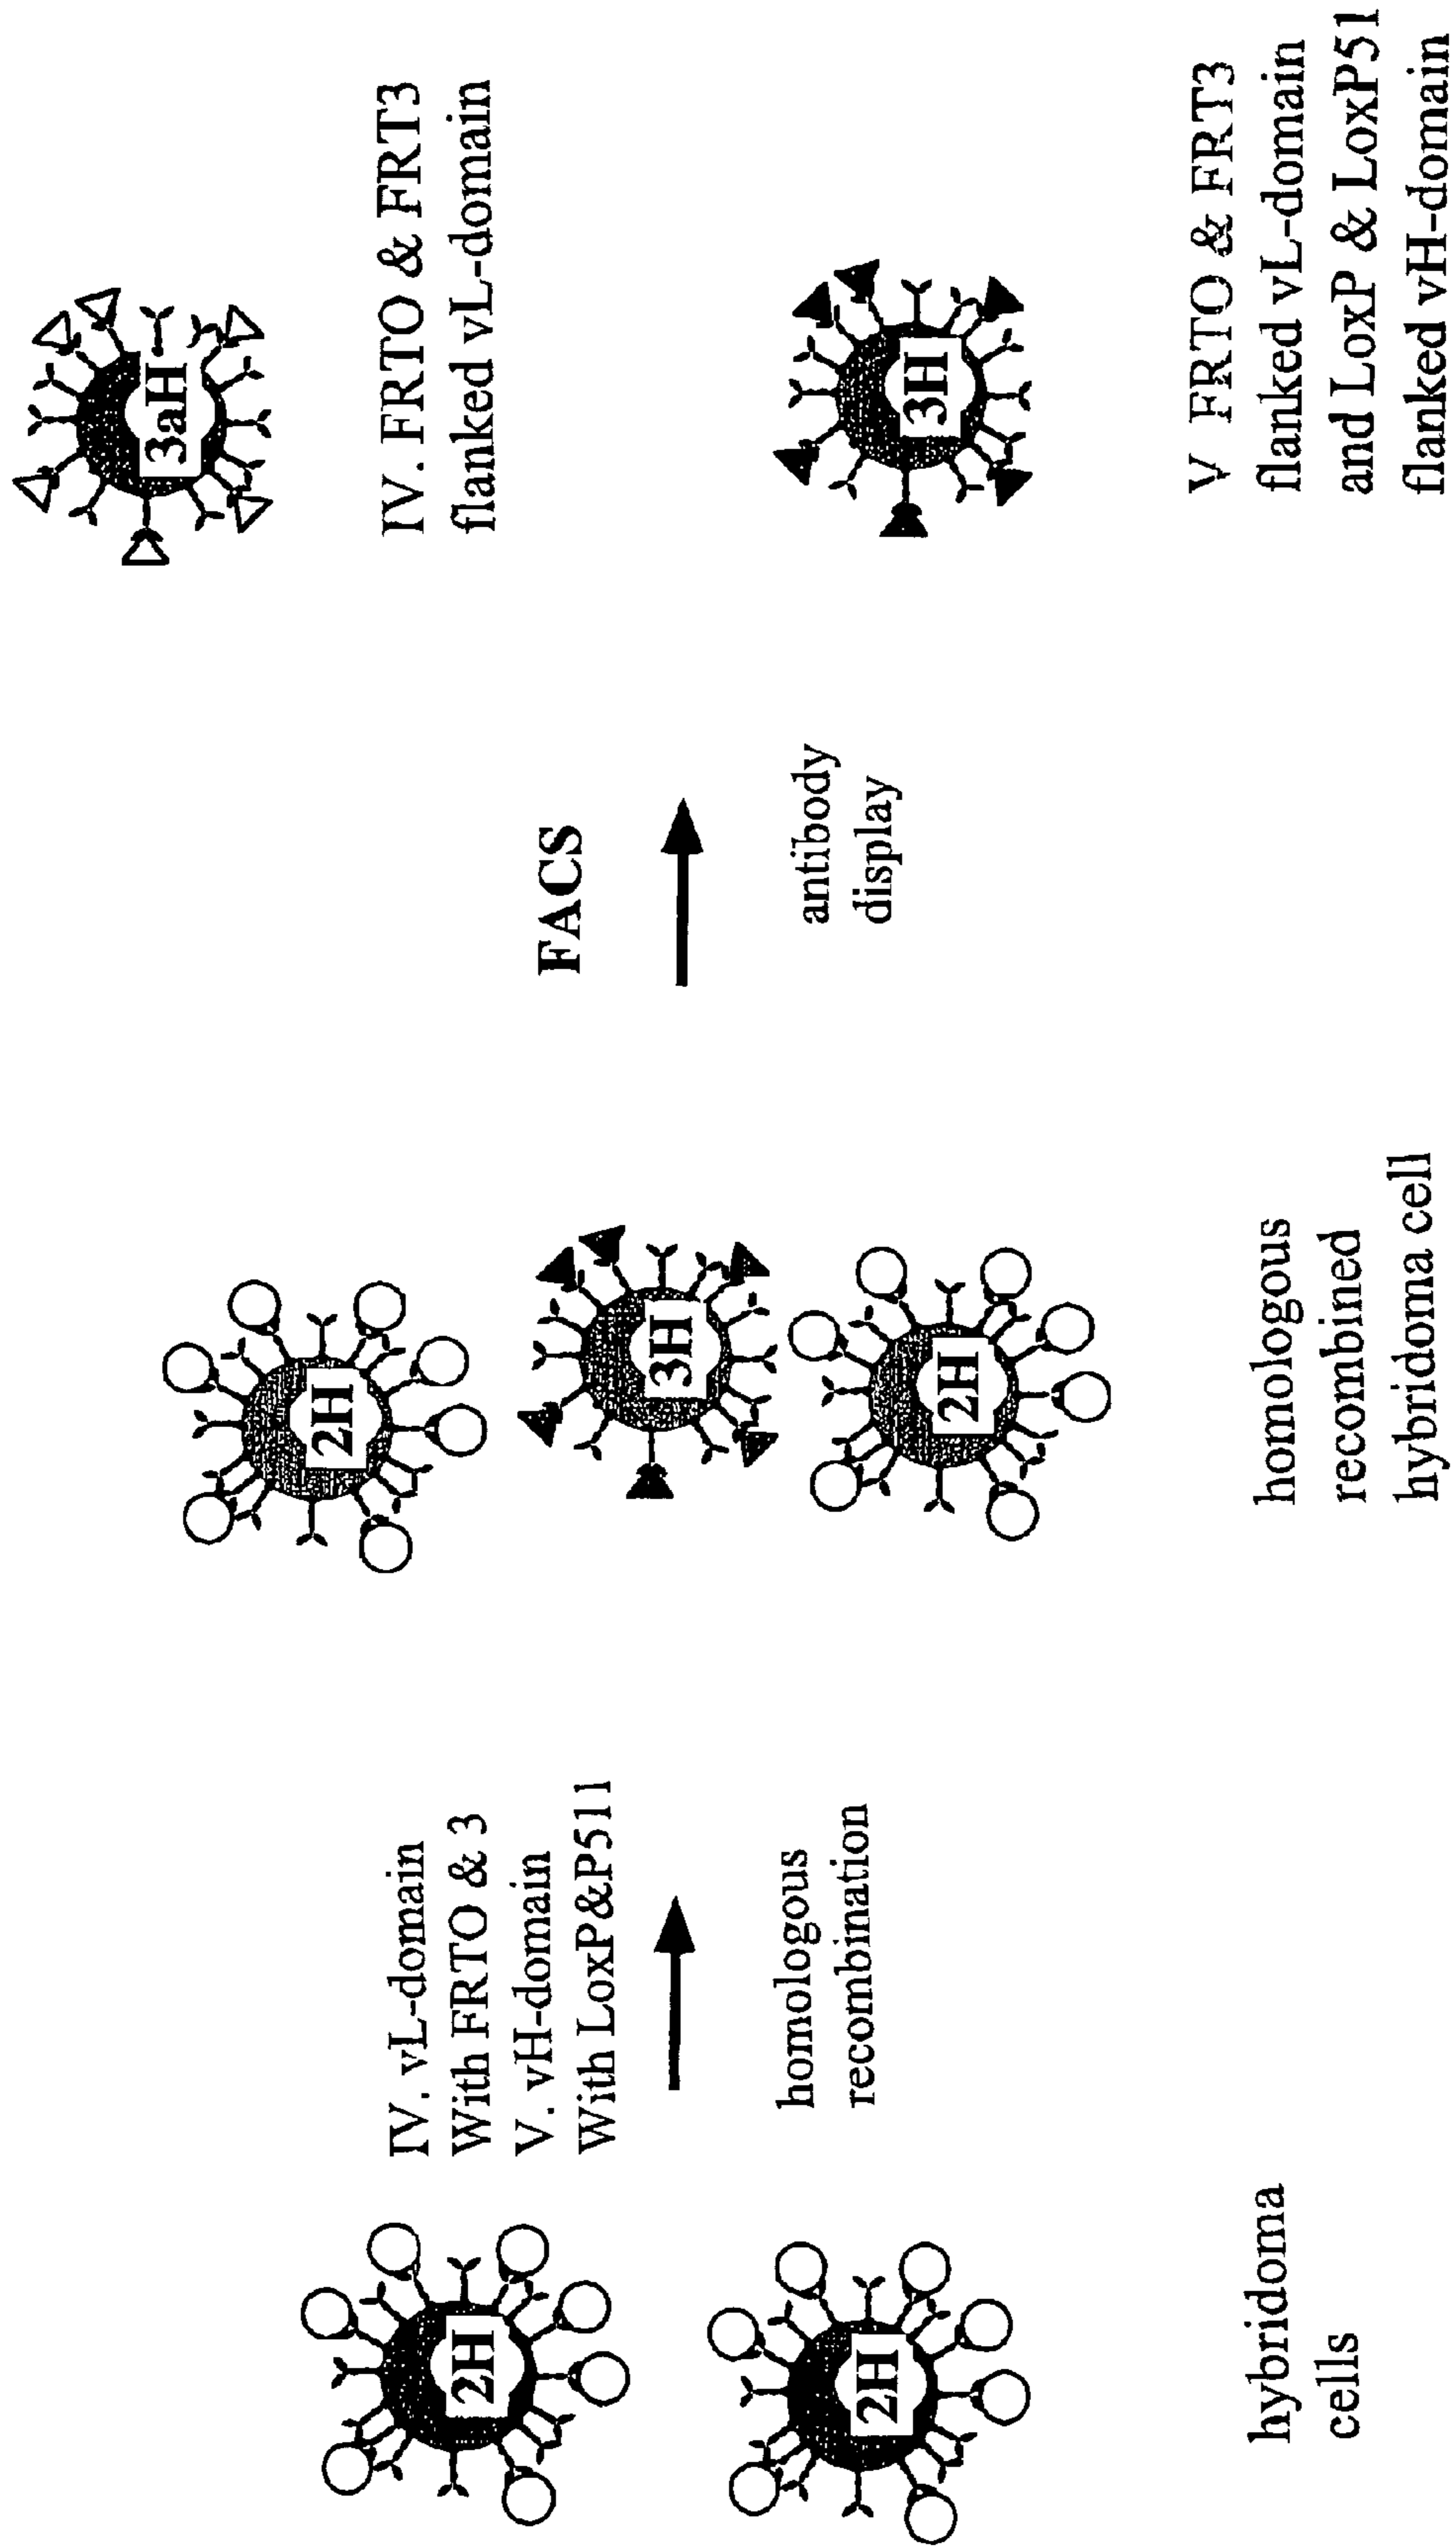 2H
2H
hybridoma
cells
IV. vL-domain
With FRTO & 3
V. vH-domain
With LoxP&P511
homologous
recombination
2H
3H
2H
homologous
recombined
hybridoma cell
FACS
antibody
display
3aH
IV. FRTO & FRT3
flanked vL-domain
3H
V FRTO & FRT3
flanked vL-domain
and LoxP & LoxP51
flanked vH-domain